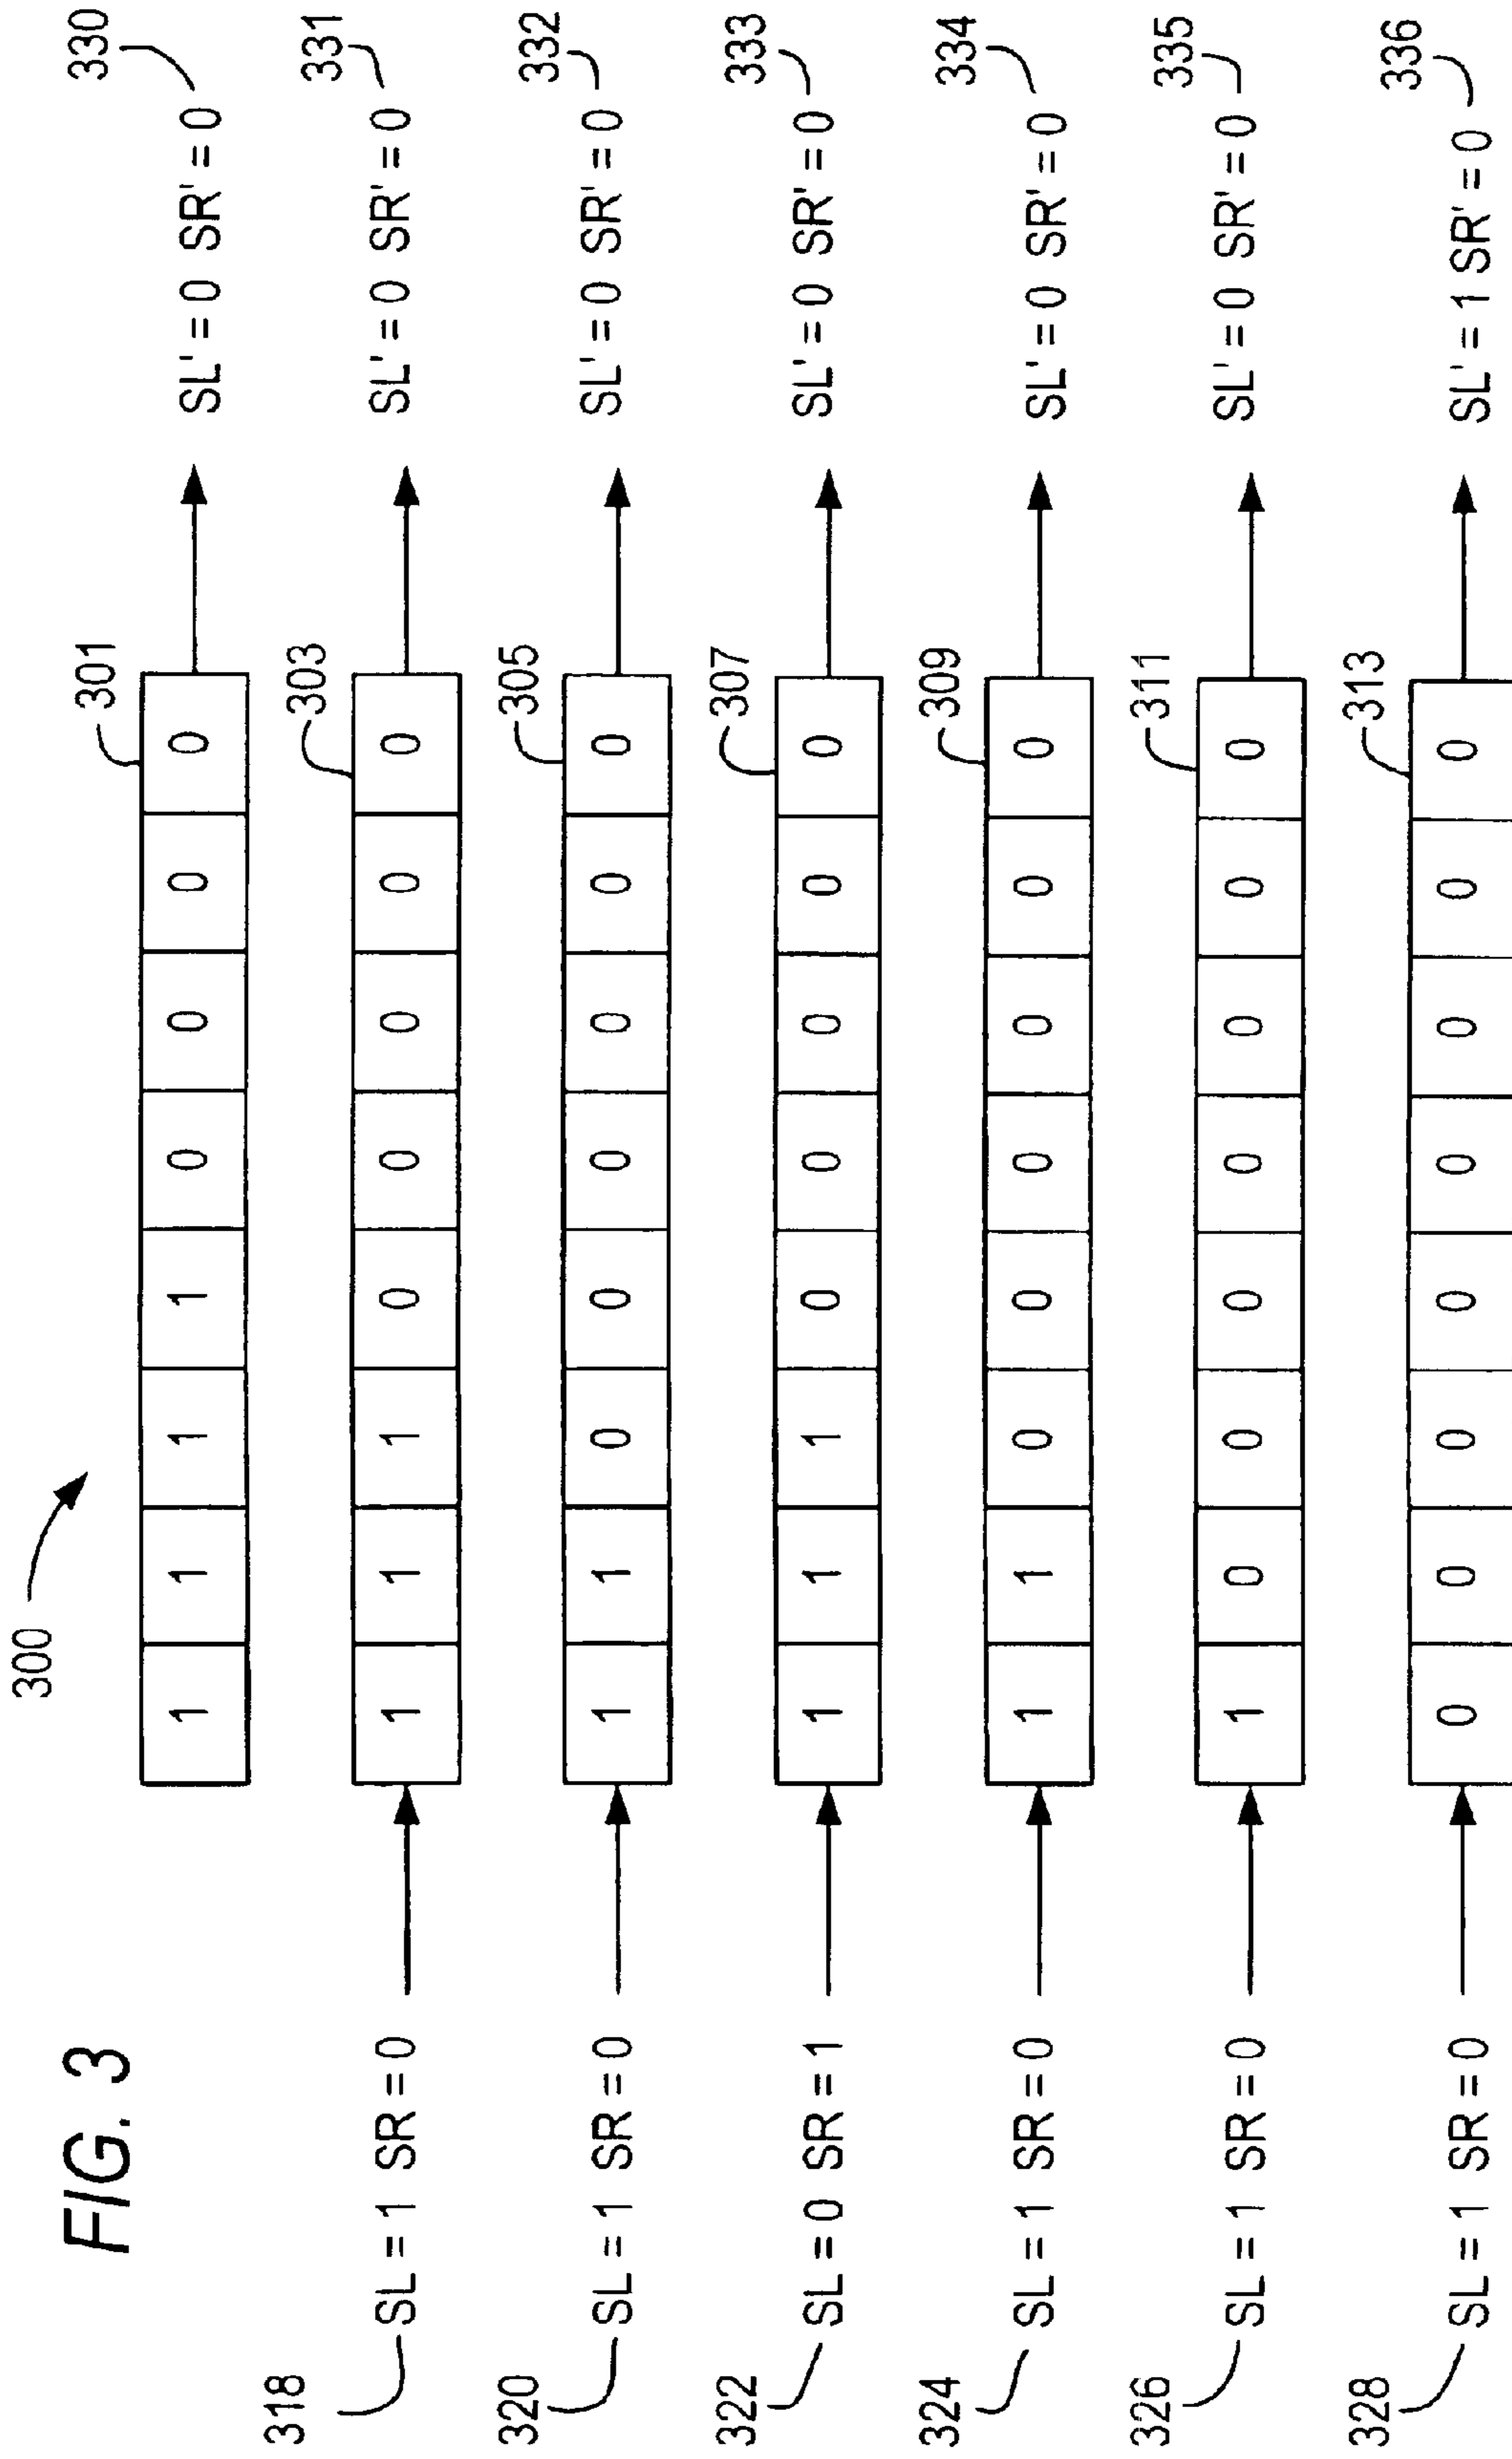 FIG. 3
300
301
1 1 1 1 0 0 0 0
SL' = 0 SR' = 0
330
318
SL = 1 SR = 0
303
1 1 1 0 0 0 0 0
SL' = 0 SR' = 0
331
320
SL = 1 SR = 0
305
1 1 0 0 0 0 0 0
SL' = 0 SR' = 0
332
322
SL = 0 SR = 1
307
1 1 1 0 0 0 0 0
SL' = 0 SR' = 0
333
324
SL = 1 SR = 0
309
1 1 0 0 0 0 0 0
SL' = 0 SR' = 0
334
326
SL = 1 SR = 0
311
1 0 0 0 0 0 0 0
SL' = 0 SR' = 0
335
328
SL = 1 SR = 0
313
0 0 0 0 0 0 0 0
SL' = 1 SR' = 0
336